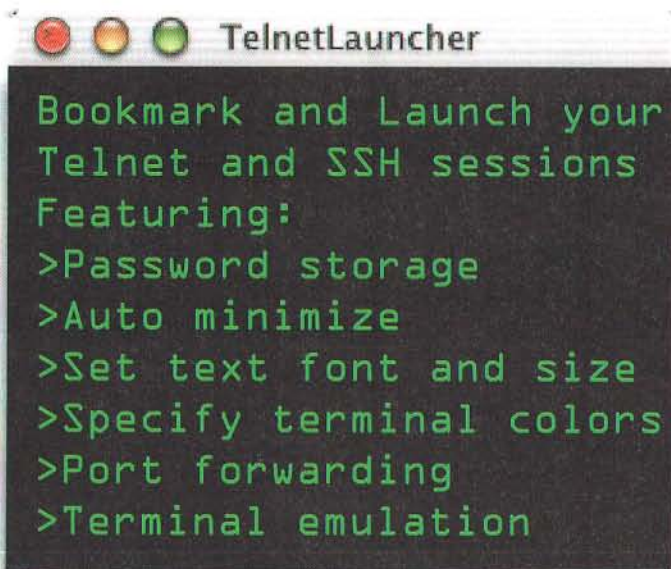 TelnetLauncher
Bookmark and Launch your
Telnet and SSH sessions
Featuring:
>Password storage
>Auto minimize
>Set text font and size
>Specify terminal colors
>Port forwarding
>Terminal emulation